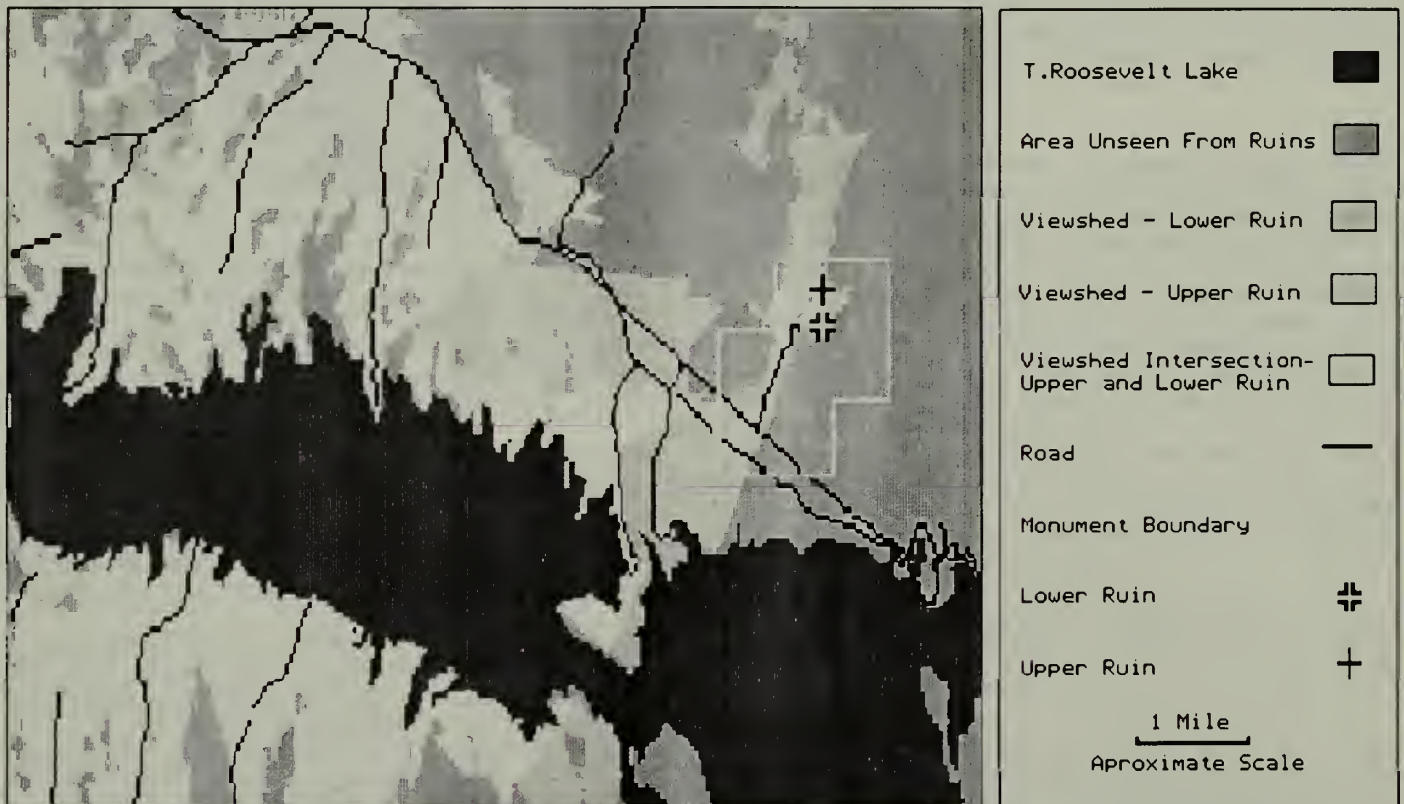 T.Roosevelt Lake
Area Unseen From Ruins
Viewshed - Lower Ruin
Viewshed - Upper Ruin
Viewshed Intersection-
Upper and Lower Ruin
Road
Monument Boundary
Lower Ruin
Upper Ruin
1 Mile
Aproximate Scale